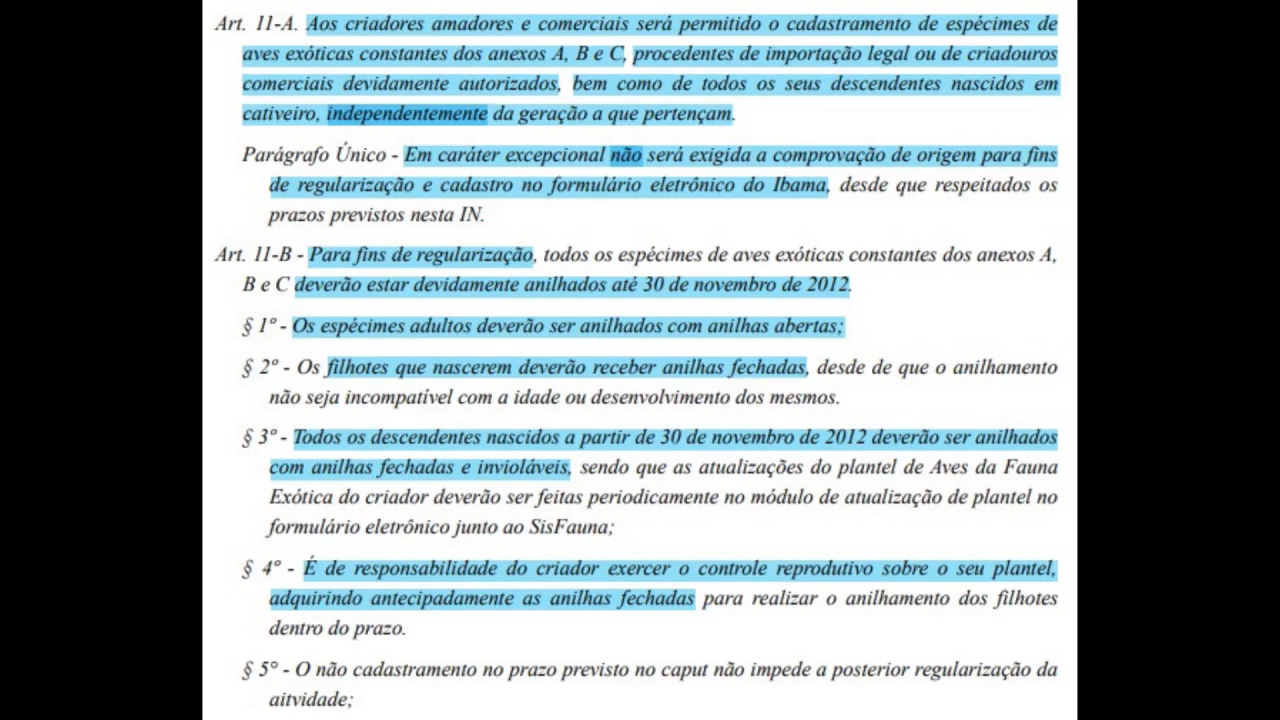 Art. 11-A. Aos criadores amadores e comerciais será permitido o cadastramento de espécimes de
aves exóticas constantes dos anexos A, B e C, procedentes de importação legal ou de criadouros
comerciais devidamente autorizados, bem como de todos os seus descendentes nascidos em
cativeiro, independentemente da geração a que pertençam.
Parágrafo Único - Em caráter excepcional não será exigida a comprovação de origem para fins
de regularização e cadastro no formulário eletrônico do Ibama, desde que respeitados os
prazos previstos nesta IN.
Art. 11-B - Para fins de regularização, todos os espécimes de aves exóticas constantes dos anexos A,
B e C deverão estar devidamente anilhados até 30 de novembro de 2012.
§ 1º - Os espécimes adultos deverão ser anilhados com anilhas abertas;
§ 2º - Os filhotes que nascerem deverão receber anilhas fechadas, desde de que o anilhamento
não seja incompatível com a idade ou desenvolvimento dos mesmos.
§ 3º - Todos os descendentes nascidos a partir de 30 de novembro de 2012 deverão ser anilhados
com anilhas fechadas e invioláveis, sendo que as atualizações do plantel de Aves da Fauna
Exótica do criador deverão ser feitas periodicamente no módulo de atualização de plantel no
formulário eletrônico junto ao SisFauna;
§ 4º - É de responsabilidade do criador exercer o controle reprodutivo sobre o seu plantel,
adquirindo antecipadamente as anilhas fechadas para realizar o anilhamento dos filhotes
dentro do prazo.
§ 5° - O não cadastramento no prazo previsto no caput não impede a posterior regularização da
aitvidade;